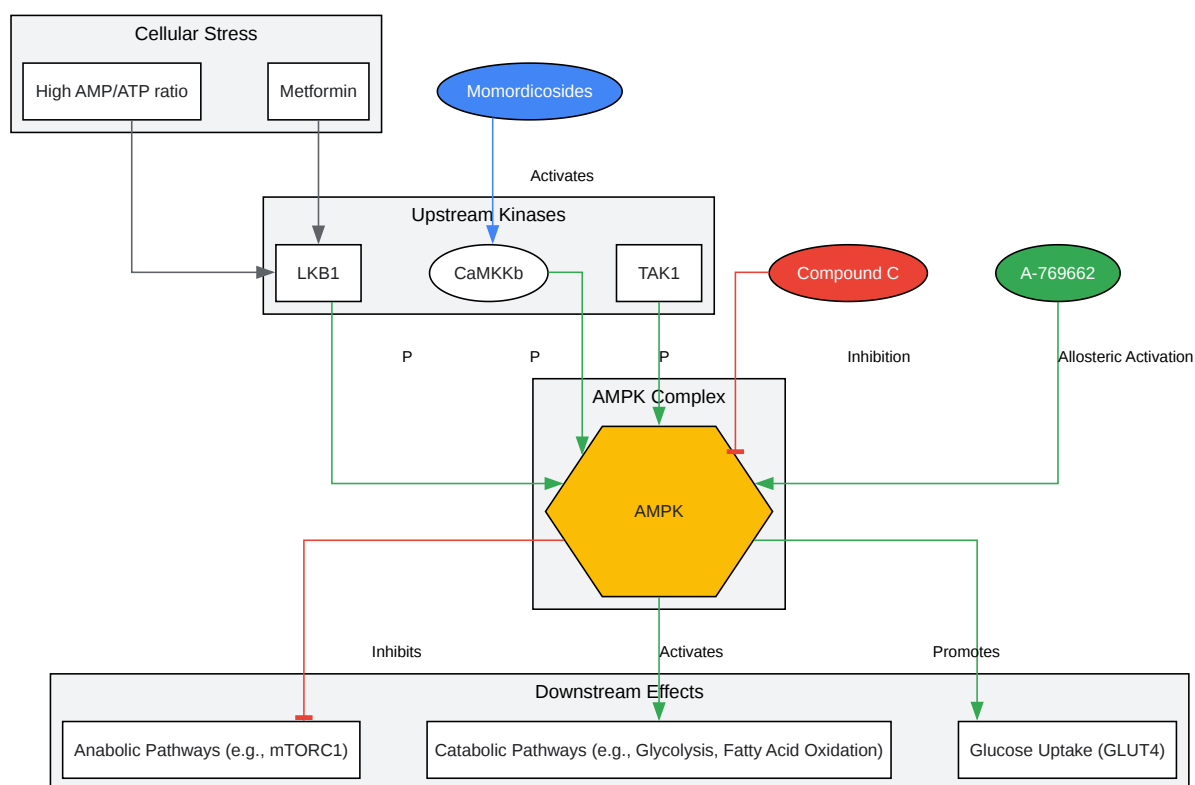 Cellular Stress
High AMP/ATP ratio
Metformin
Momordicosides
Activates
Upstream Kinases
LKB1
CaMKKb
TAK1
Compound C
A-769662
P
P
P
Inhibition
Allosteric Activation
AMPK Complex
AMPK
Inhibits
Activates
Promotes
Downstream Effects
Anabolic Pathways (e.g., mTORC1)
Catabolic Pathways (e.g., Glycolysis, Fatty Acid Oxidation)
Glucose Uptake (GLUT4)